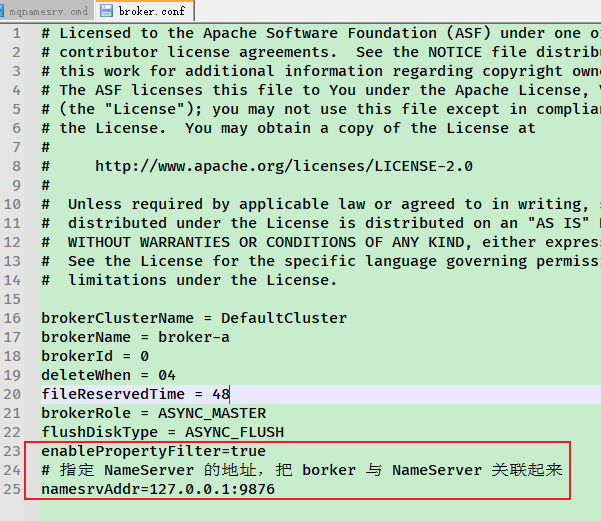 mqnamesrv.cmd broker.conf
1 # Licensed to the Apache Software Foundation (ASF) under one o
2 # contributor license agreements.  See the NOTICE file distrib
3 # this work for additional information regarding copyright own
4 # The ASF licenses this file to You under the Apache License, V
5 # (the "License"); you may not use this file except in complian
6 # the License.  You may obtain a copy of the License at
7 #
8 #     http://www.apache.org/licenses/LICENSE-2.0
9 #
10 #  Unless required by applicable law or agreed to in writing, s
11 #  distributed under the License is distributed on an "AS IS"
12 #  WITHOUT WARRANTIES OR CONDITIONS OF ANY KIND, either expres
13 #  See the License for the specific language governing permiss
14 #  limitations under the License.
15
16 brokerClusterName = DefaultCluster
17 brokerName = broker-a
18 brokerId = 0
19 deleteWhen = 04
20 fileReservedTime = 48
21 brokerRole = ASYNC_MASTER
22 flushDiskType = ASYNC_FLUSH
23 enablePropertyFilter=true
24 # 指定 NameServer 的地址，把 borker 与 NameServer 关联起来
25 namesrvAddr=127.0.0.1:9876